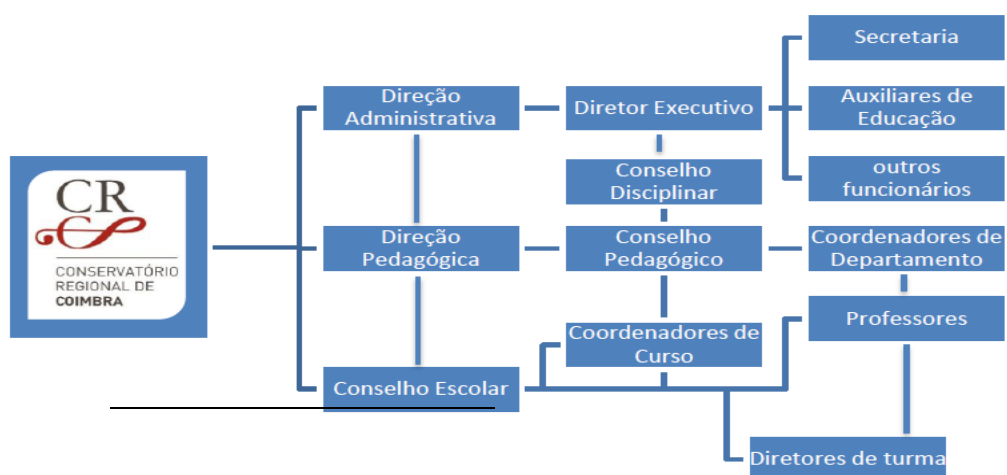 CR
CONSERVATÓRIO
REGIONAL DE
COIMBRA
Direção
Administrativa
Direção
Pedagógica
Conselho Escolar
Diretor Executivo
Conselho
Disciplinar
Conselho
Pedagógico
Coordenadores de
Curso
Secretaria
Auxiliares de
Educação
outros
funcionários
Coordenadores de
Departamento
Professores
Diretores de turma